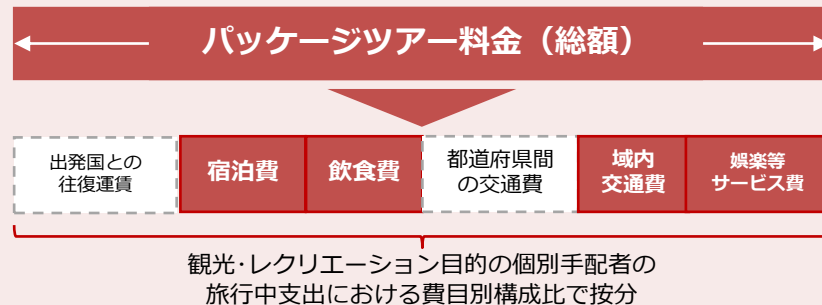 パッケージツアー料金（総額）
出発国との
往復運賃
宿泊費
飲食費
都道府県間
の交通費
域内
交通費
娯楽等
サービス費
観光・レクリエーション目的の個別手配者の
旅行中支出における費目別構成比で按分